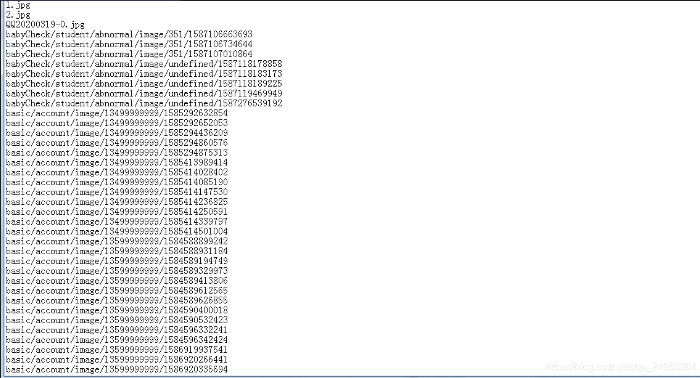 1.jpg
2.jpg
QQ20200319-0.jpg
babyCheck/student/abnormal/image/351/1587106663693
babyCheck/student/abnormal/image/351/1587106734644
babyCheck/student/abnormal/image/351/1587107010864
babyCheck/student/abnormal/image/undefined/1587118178858
babyCheck/student/abnormal/image/undefined/1587118183173
babyCheck/student/abnormal/image/undefined/1587118189225
babyCheck/student/abnormal/image/undefined/1587119469949
babyCheck/student/abnormal/image/undefined/1587276539192
basic/account/image/13499999999/1585292632854
basic/account/image/13499999999/1585292652053
basic/account/image/13499999999/1585294436209
basic/account/image/13499999999/1585294860576
basic/account/image/13499999999/1585294875313
basic/account/image/13499999999/1585413989414
basic/account/image/13499999999/1585414028402
basic/account/image/13499999999/1585414085190
basic/account/image/13499999999/1585414147530
basic/account/image/13499999999/1585414236825
basic/account/image/13499999999/1585414250591
basic/account/image/13499999999/1585414339797
basic/account/image/13499999999/1585414501004
basic/account/image/13599999999/1584588899242
basic/account/image/13599999999/1584588931184
basic/account/image/13599999999/1584589194749
basic/account/image/13599999999/1584589329973
basic/account/image/13599999999/1584589413806
basic/account/image/13599999999/1584589612565
basic/account/image/13599999999/1584589626855
basic/account/image/13599999999/1584590400018
basic/account/image/13599999999/1584590532423
basic/account/image/13599999999/1584596332241
basic/account/image/13599999999/1584596342424
basic/account/image/13599999999/1586919937541
basic/account/image/13599999999/1586920266441
basic/account/image/13599999999/1586920335694
https://blog.csdn.net/qq_24985201